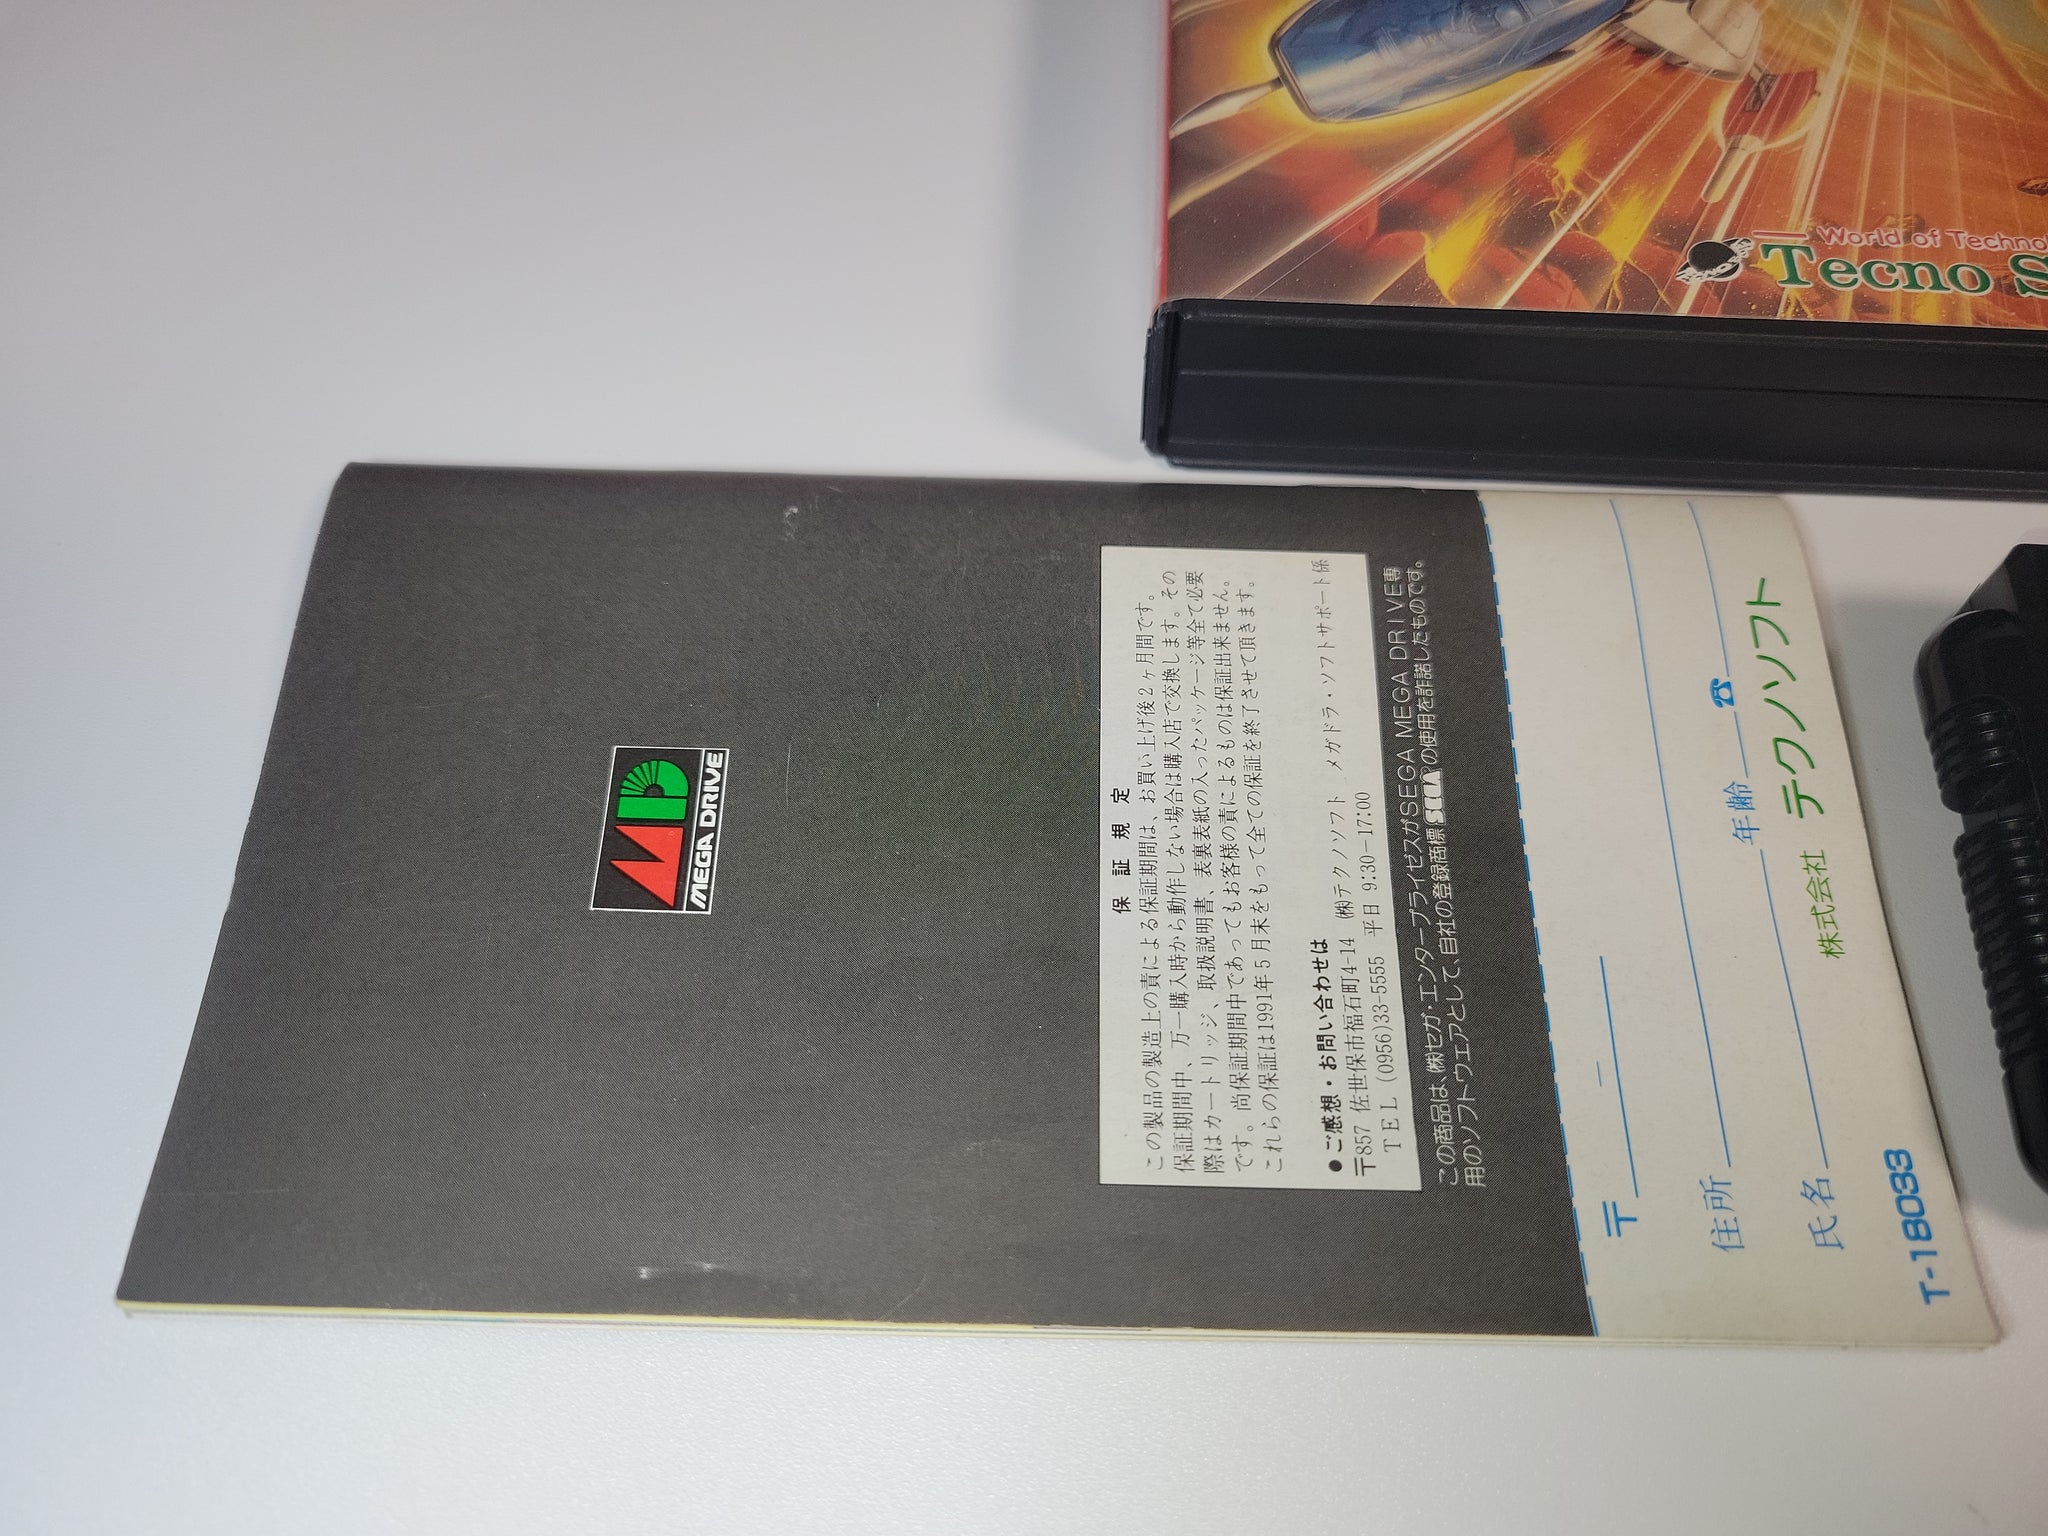 World of Techno
Tecno S
MEGA DRIVE
保証規定
この製品の製造上の責による保証期間は、お買い上げ後2ヶ月間です。
保証期間中、万一購入時から動作しない場合は購入店で交換します。その
際はカートリッジ、取扱説明書、表裏表紙の入ったパッケージ等全て必要
です。尚保証期間中であってもお客様の責によるものは保証出来ません。
これらの保証は1991年5月末をもって全ての保証を終了させて頂きます。
●ご感想・お問い合わせは
〒857 佐世保市福石町4-14 ㈱テクノソフト メガドラ・ソフトサポート係
TEL (0956)33-5555 平日 9:30-17:00
この商品は、㈱セガ・エンタープライゼスがSEGA MEGA DRIVE専
用のソフトウェアとして、自社の登録商標SEGA®の使用を許諾したものです。
〒 -
住所
氏名 年齢 ☎
株式会社 テクノソフト
T-18033